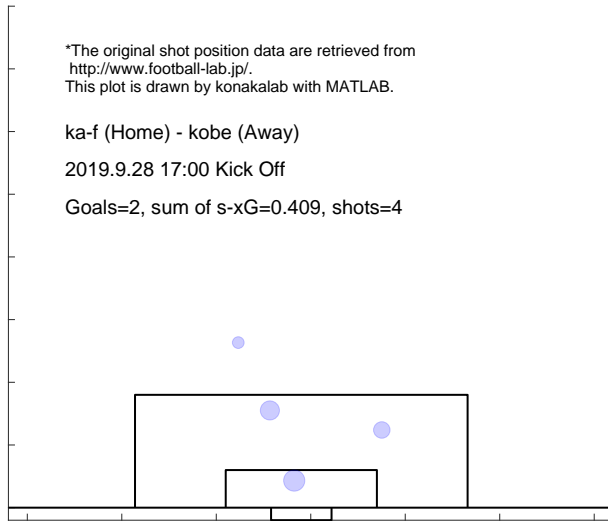 *The original shot position data are retrieved from
http://www.football-lab.jp/.
This plot is drawn by konakalab with MATLAB.
ka-f (Home) - kobe (Away)
2019.9.28 17:00 Kick Off
Goals=2, sum of s-xG=0.409, shots=4